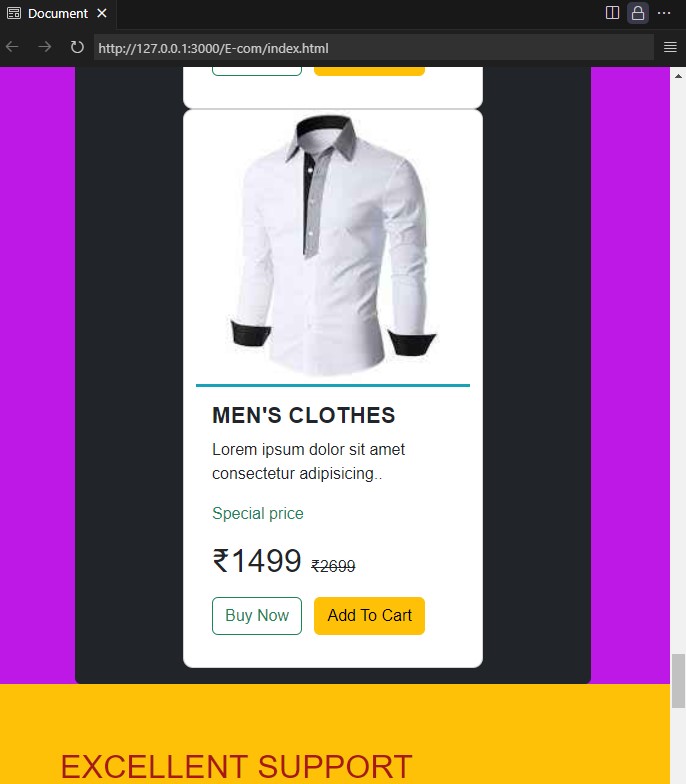 Document
http://127.0.0.1:3000/E-com/index.html
MEN'S CLOTHES
Lorem ipsum dolor sit amet
consectetur adipisicing..
Special price
₹1499 ₹2699
Buy Now Add To Cart
EXCELLENT SUPPORT